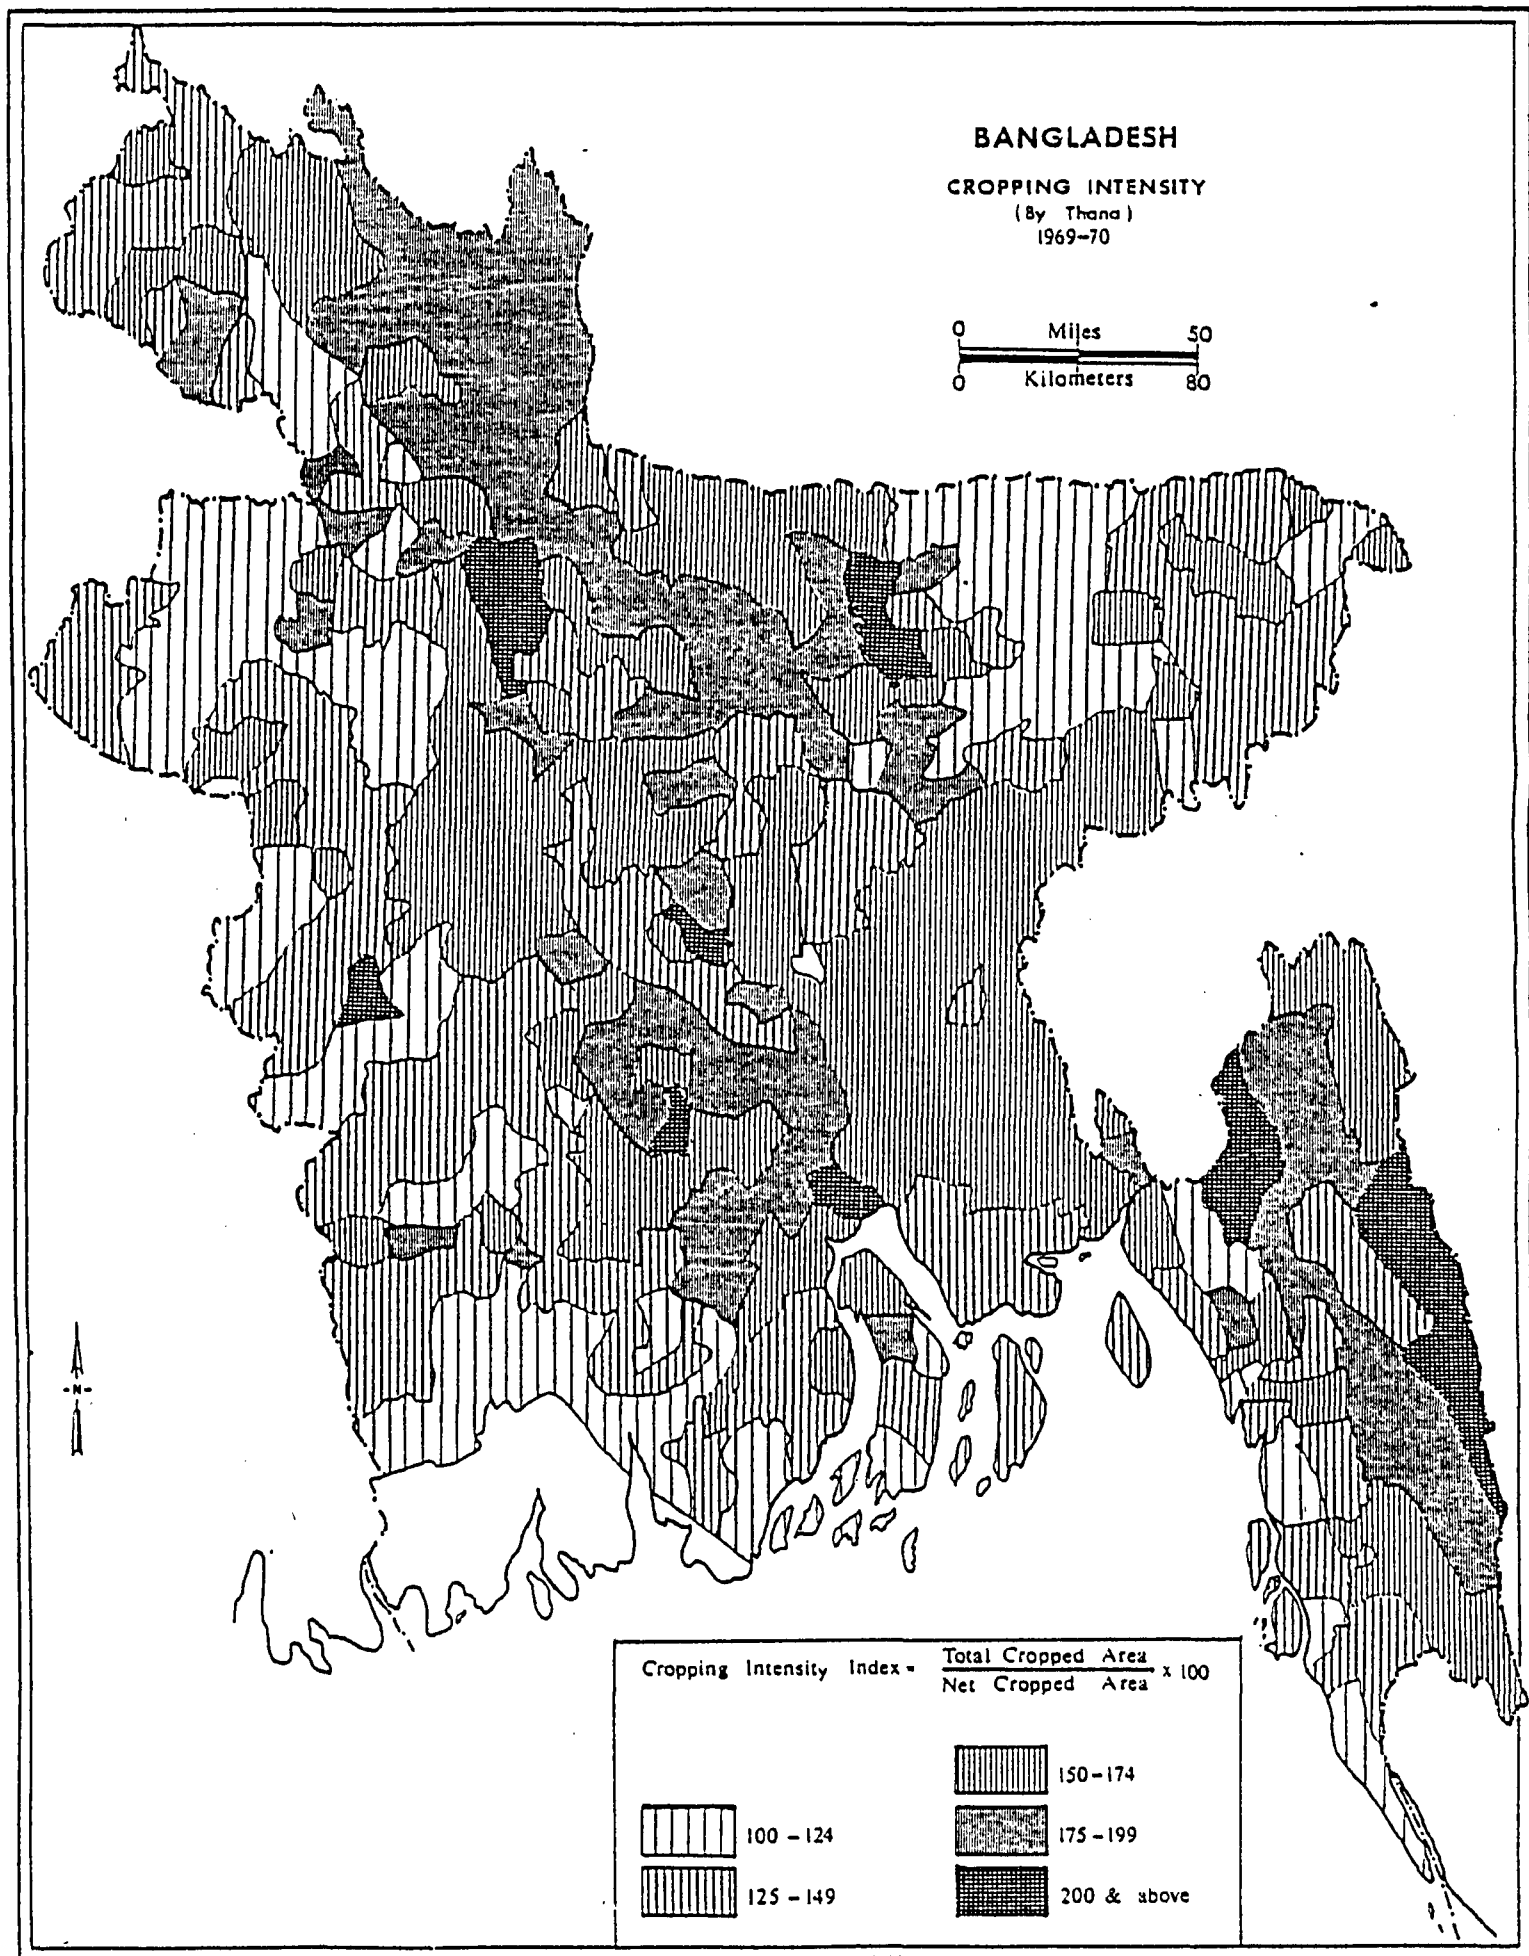 BANGLADESH
CROPPING INTENSITY
(By Thana)
1969-70
0 Miles 50
0 Kilometers 80
-N-
Cropping Intensity Index = Total Cropped Area / Net Cropped Area x 100
150-174
100-124
175-199
125-149
200 & above